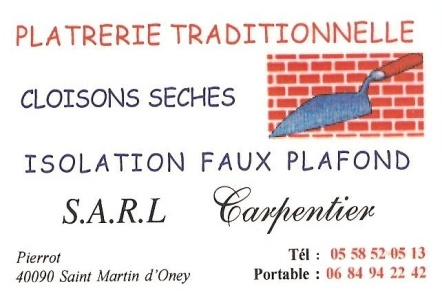 PLATRERIE TRADITIONNELLE
CLOISONS SECHES
ISOLATION FAUX PLAFOND
S.A.R.L Carpentier
Pierrot
40090 Saint Martin d'Oney
Tél : 05 58 52 05 13
Portable : 06 84 94 22 42